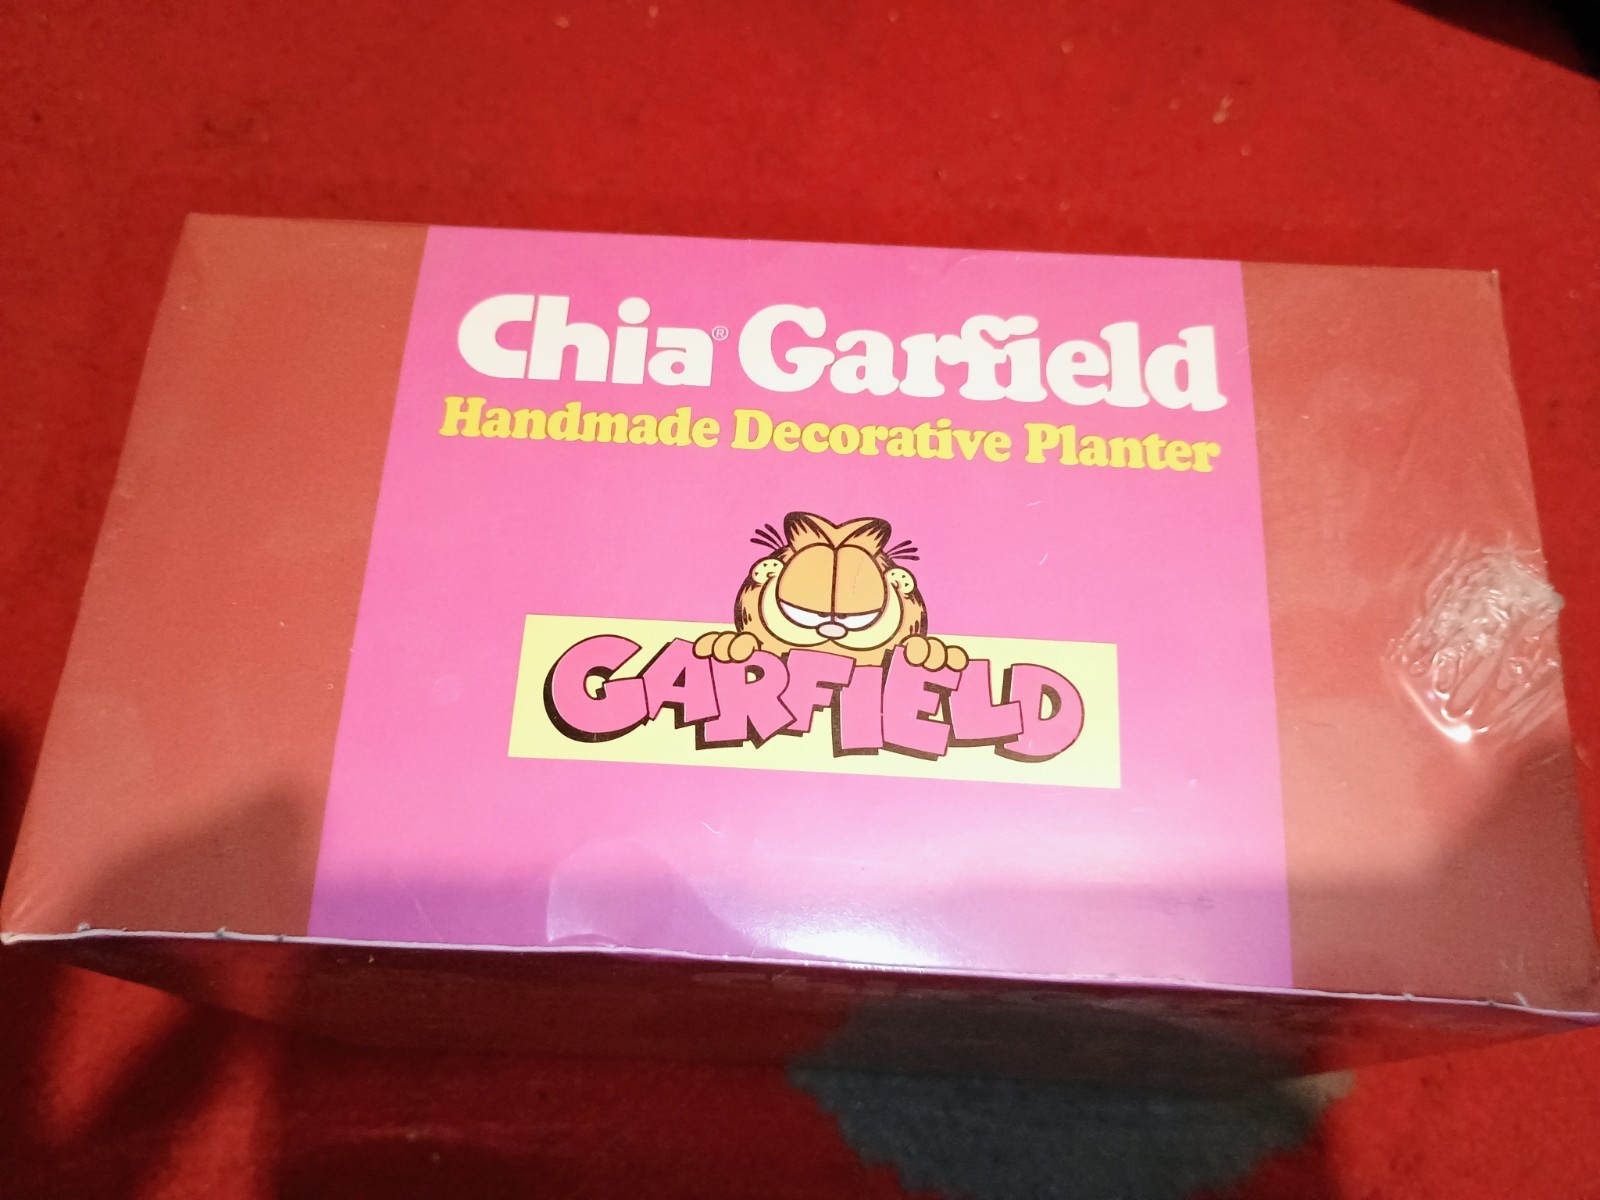 Chia® Garfield
Handmade Decorative Planter
GARFIELD